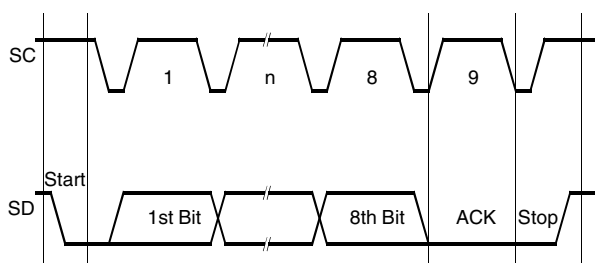 SC
1 n 8 9
Start
SD
1st Bit 8th Bit ACK Stop